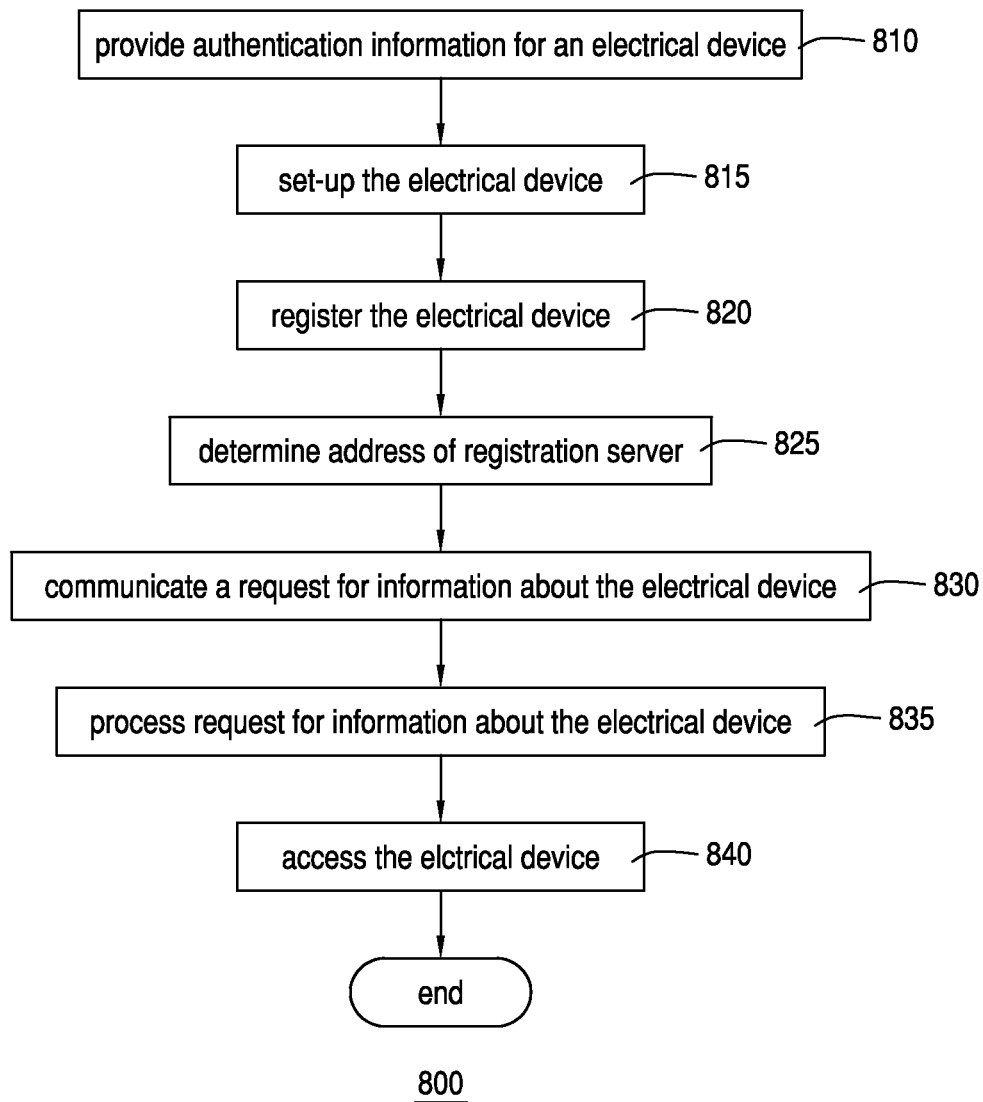 provide authentication information for an electrical device 810
set-up the electrical device 815
register the electrical device 820
determine address of registration server 825
communicate a request for information about the electrical device 830
process request for information about the electrical device 835
access the elctrical device 840
end
800